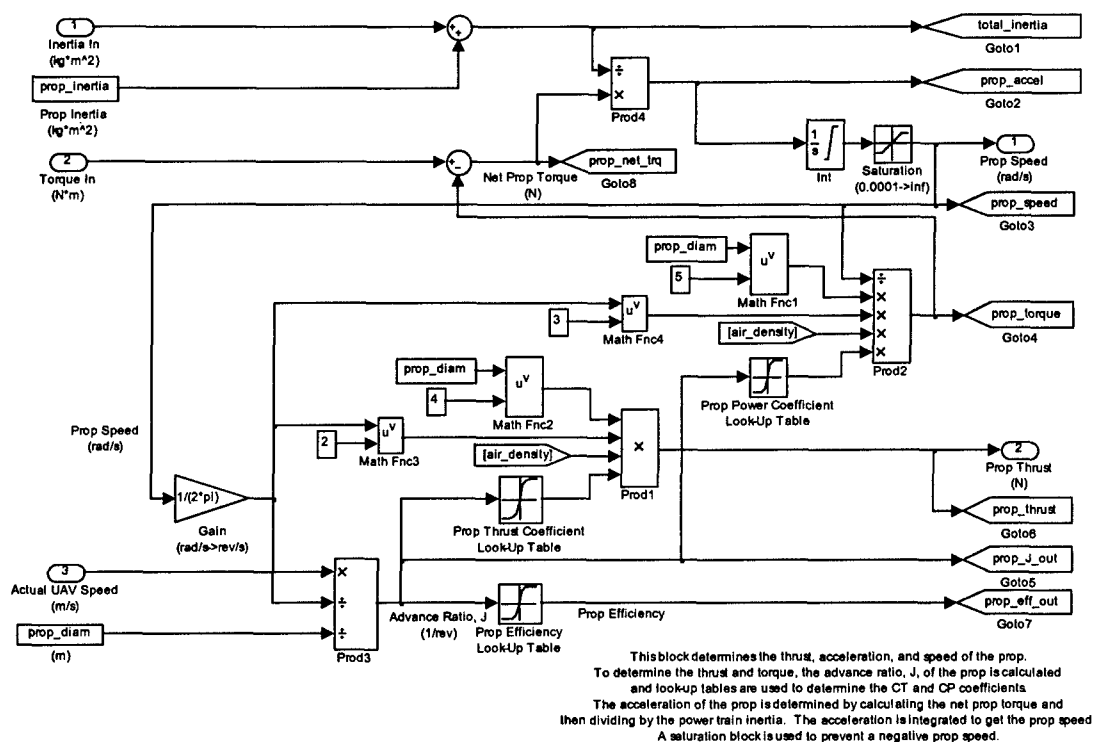 1
Inertia In
(kg*m^2)
prop_inertia
Prop Inertia
(kg*m^2)
2
Torque In
(N*m)
+
+
+
-
÷
×
Prod4
total_inertia
Goto1
prop_accel
Goto2
Net Prop Torque
(N)
prop_net_trq
Goto8
1
s
Int
Saturation
(0.0001->inf)
1
Prop Speed
(rad/s)
prop_speed
Goto3
prop_diam
5
u^v
Math Fnc1
3
u^v
Math Fnc4
[air_density]
÷
×
×
×
×
Prod2
prop_torque
Goto4
Prop Power Coefficient
Look-Up Table
prop_diam
4
u^v
Math Fnc2
2
u^v
Math Fnc3
[air_density]
×
Prod1
Prop Thrust Coefficient
Look-Up Table
Prop Speed
(rad/s)
1/(2*pi)
Gain
(rad/s->rev/s)
2
Prop Thrust
(N)
prop_thrust
Goto6
prop_J_out
Goto5
prop_eff_out
Goto7
3
Actual UAV Speed
(m/s)
prop_diam
(m)
×
÷
÷
Prod3
Advance Ratio, J
(1/rev)
Prop Efficiency
Look-Up Table
Prop Efficiency
This block determines the thrust, acceleration, and speed of the prop.
To determine the thrust and torque, the advance ratio, J, of the prop is calculated
and look-up tables are used to determine the CT and CP coefficients.
The acceleration of the prop is determined by calculating the net prop torque and
then dividing by the power train inertia. The acceleration is integrated to get the prop speed
A saturation block is used to prevent a negative prop speed.